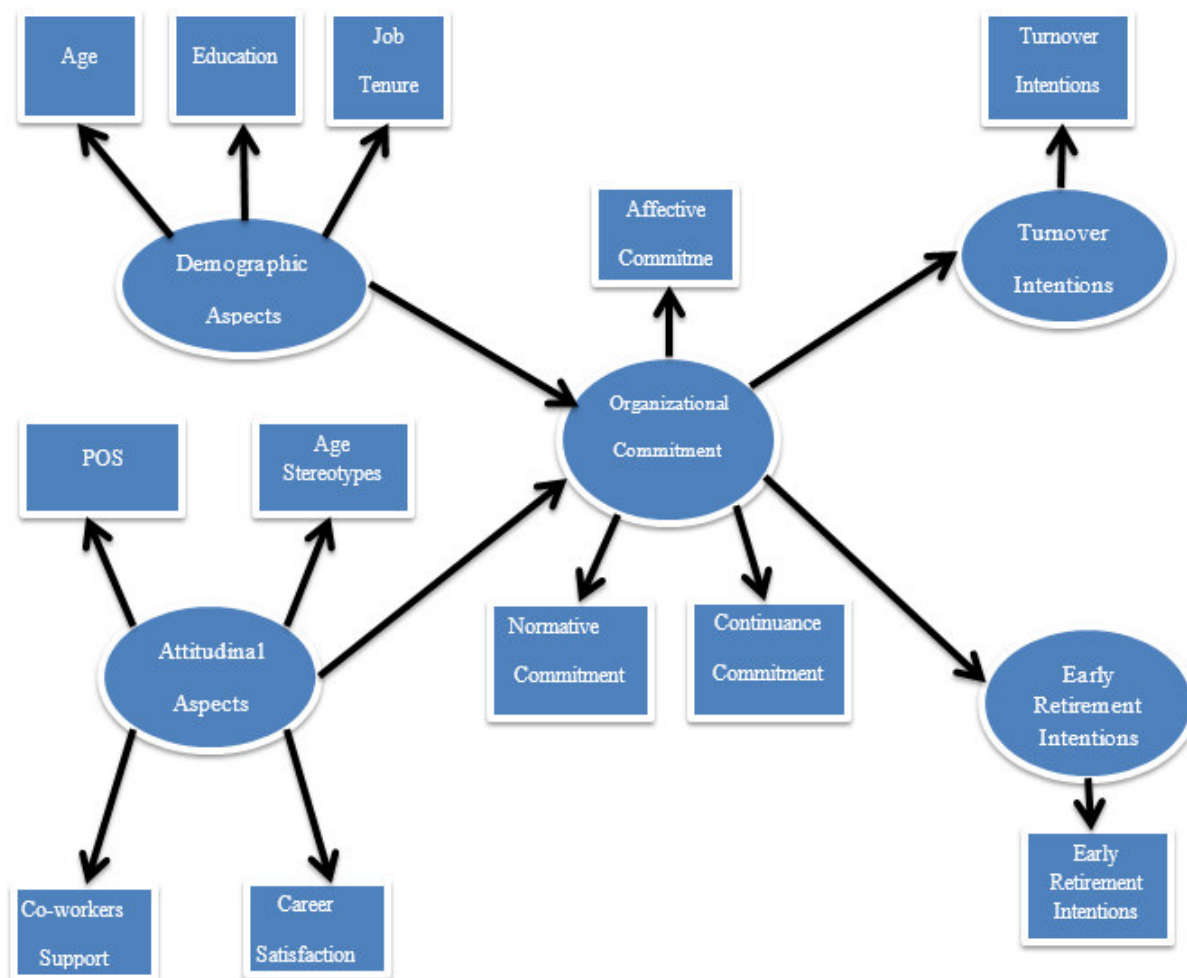 Age
Education
Job
Tenure
Turnover
Intentions
Affective
Commitme
Demographic
Aspects
Turnover
Intentions
Organizational
Commitment
POS
Age
Stereotypes
Normative
Commitment
Continuance
Commitment
Attitudinal
Aspects
Early
Retirement
Intentions
Co-workers
Support
Career
Satisfaction
Early
Retirement
Intentions